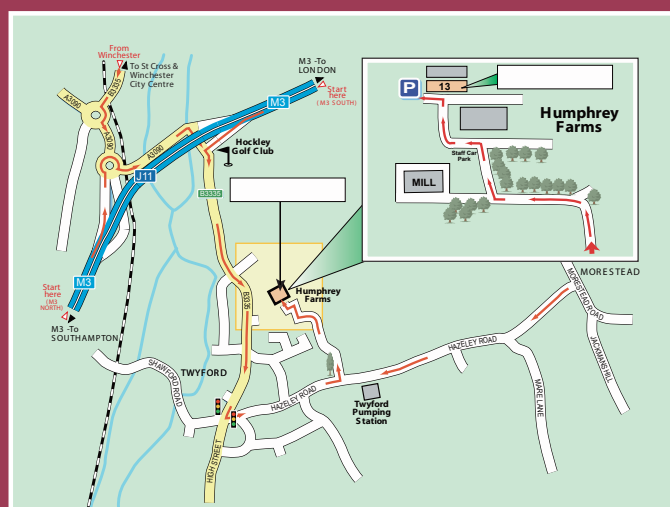 From
Winchester
To St Cross &
Winchester
City Centre
A3090
B3335
A3090
A3090
M3 -To
LONDON
Start
here
(M3 SOUTH)
M3
Hockley
Golf Club
J11
B3335
M3
Start
here
(M3
NORTH)
M3 -To
SOUTHAMPTON
B3335
Humphrey
Farms
TWYFORD
SHAWFORD ROAD
HAZELEY ROAD
HAZELEY ROAD
HIGH STREET
Twyford
Pumping
Station
MARE LANE
MORESTEAD
MORESTEAD ROAD
JACKMANS HILL
P
13
Humphrey
Farms
Staff Car
Park
MILL